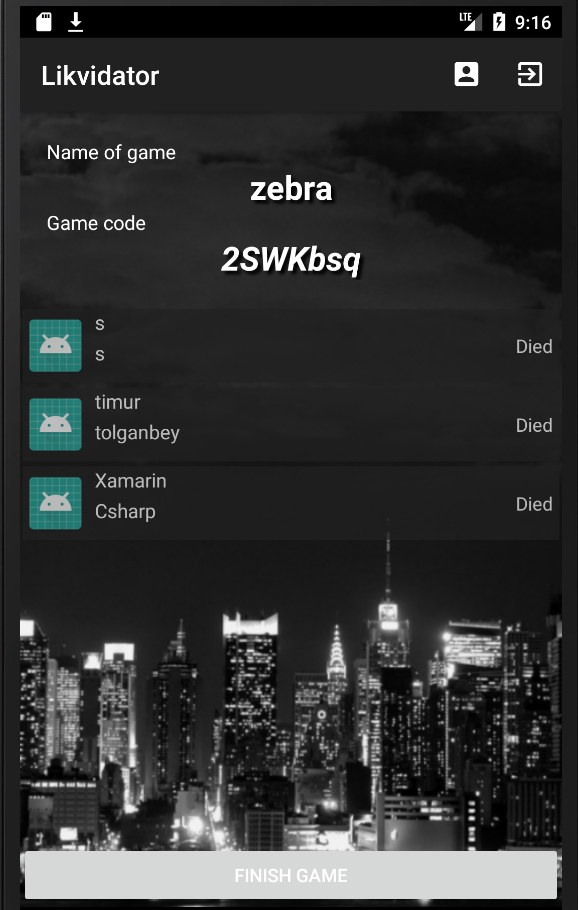 LTE 9:16
Likvidator
Name of game
zebra
Game code
2SWKbsq
s
s
Died
timur
tolganbey
Died
Xamarin
Csharp
Died
FINISH GAME